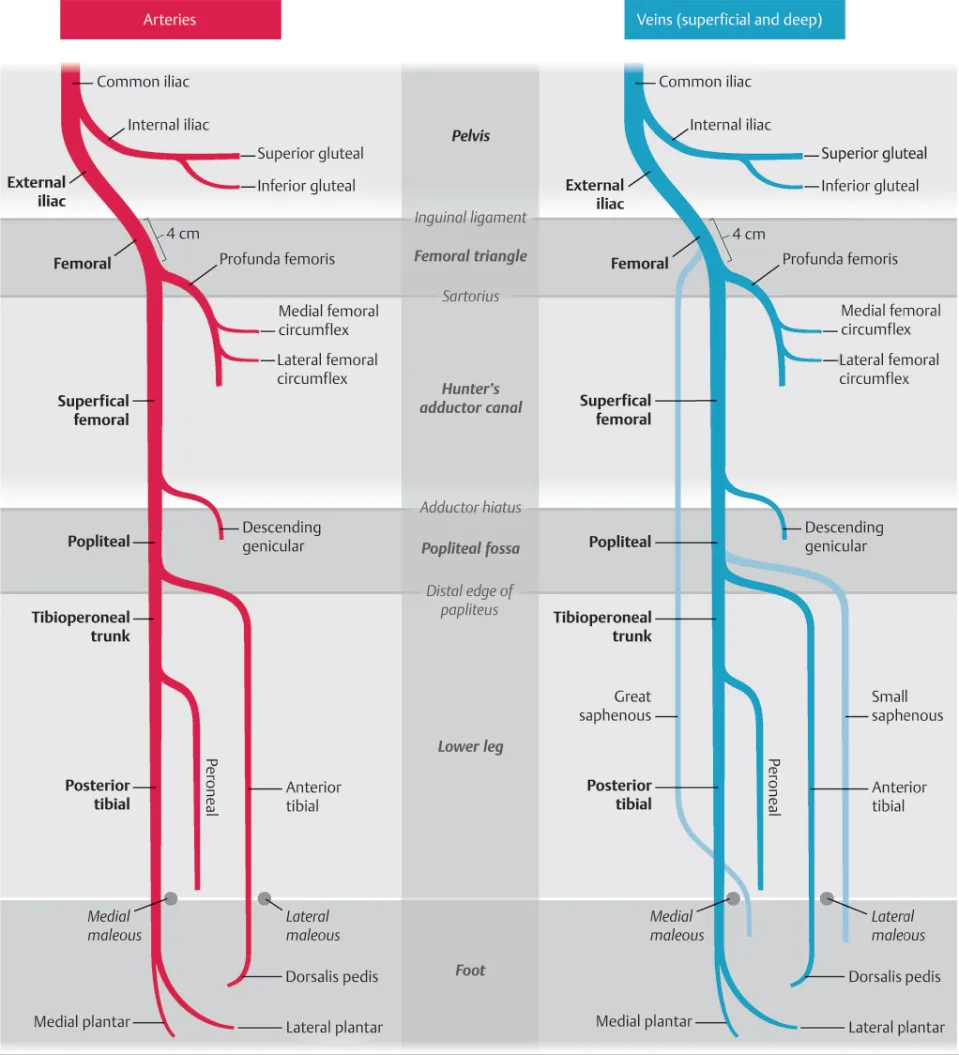 Arteries
Veins (superficial and deep)
Common iliac
Internal iliac
Superior gluteal
Inferior gluteal
External
iliac
4 cm
Femoral
Profunda femoris
Medial femoral
circumflex
Lateral femoral
circumflex
Superfical
femoral
Descending
genicular
Popliteal
Tibioperoneal
trunk
Peroneal
Posterior
tibial
Anterior
tibial
Medial
maleous
Lateral
maleous
Dorsalis pedis
Medial plantar
Lateral plantar
Pelvis
Inguinal ligament
Femoral triangle
Sartorius
Hunter's
adductor canal
Adductor hiatus
Popliteal fossa
Distal edge of
papliteus
Lower leg
Foot
Common iliac
Internal iliac
Superior gluteal
Inferior gluteal
External
iliac
4 cm
Femoral
Profunda femoris
Medial femoral
circumflex
Lateral femoral
circumflex
Superfical
femoral
Descending
genicular
Popliteal
Tibioperoneal
trunk
Great
saphenous
Small
saphenous
Peroneal
Posterior
tibial
Anterior
tibial
Medial
maleous
Lateral
maleous
Dorsalis pedis
Medial plantar
Lateral plantar